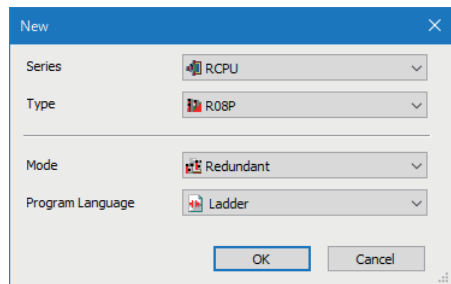 New
Series RCPU
Type R08P
Mode Redundant
Program Language Ladder
OK Cancel